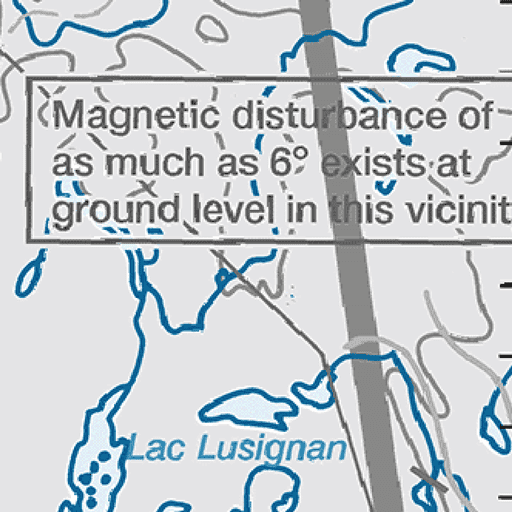 Magnetic disturbance of
as much as 6° exists at
ground level in this vicinit
Lac Lusignan